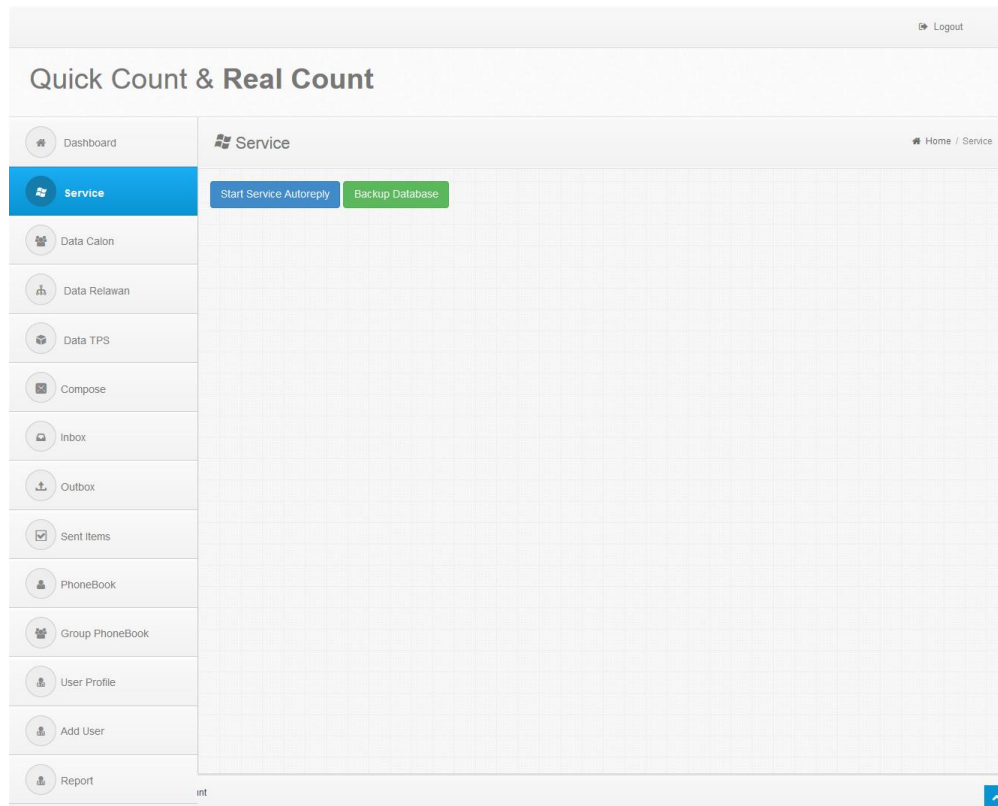 Logout
Quick Count & Real Count
Dashboard
Service
Home / Service
Service
Start Service Autoreply
Backup Database
Data Calon
Data Relawan
Data TPS
Compose
Inbox
Outbox
Sent Items
PhoneBook
Group PhoneBook
User Profile
Add User
Report